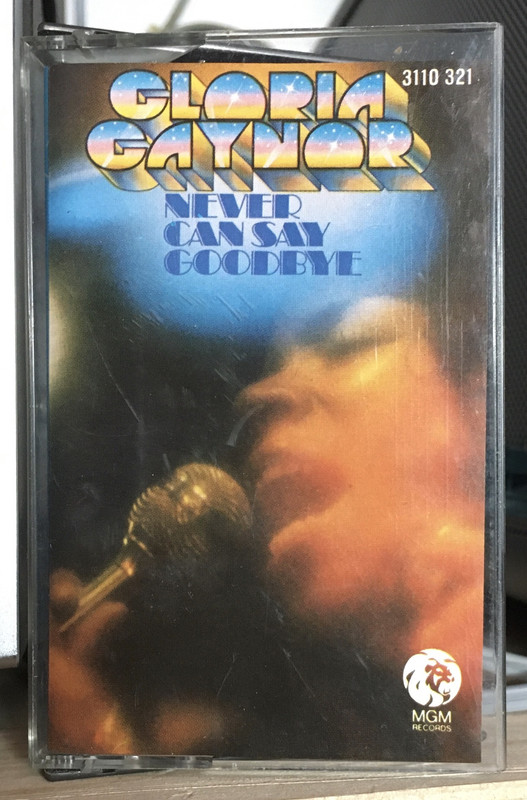 3110 321
GLORIA
GAYNOR
NEVER
CAN SAY
GOODBYE
MGM
RECORDS